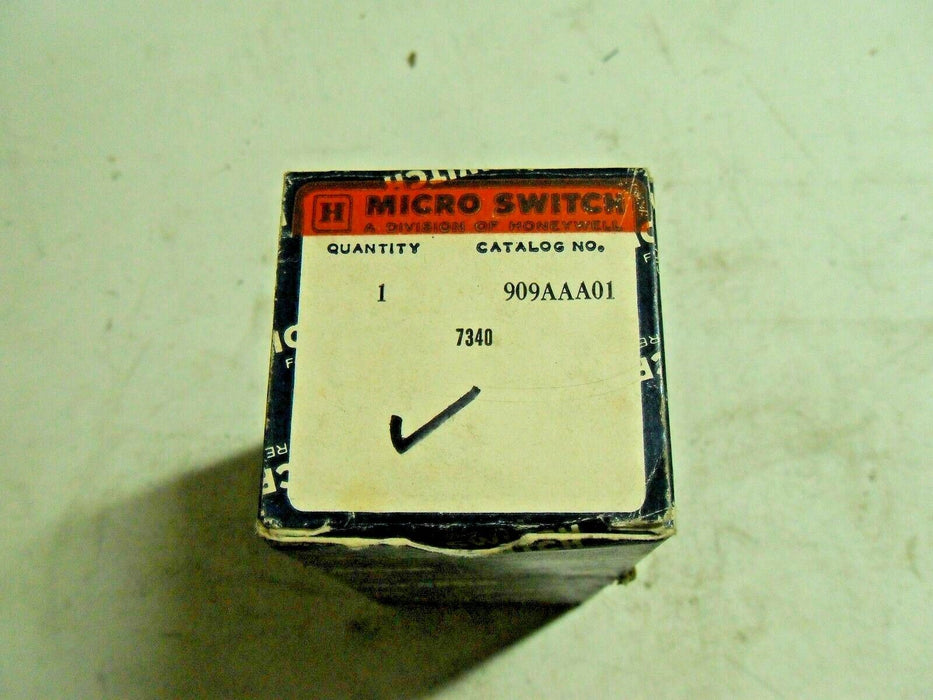 H MICRO SWITCH
A DIVISION OF HONEYWELL
QUANTITY CATALOG NO.
1 909AAA01
7340